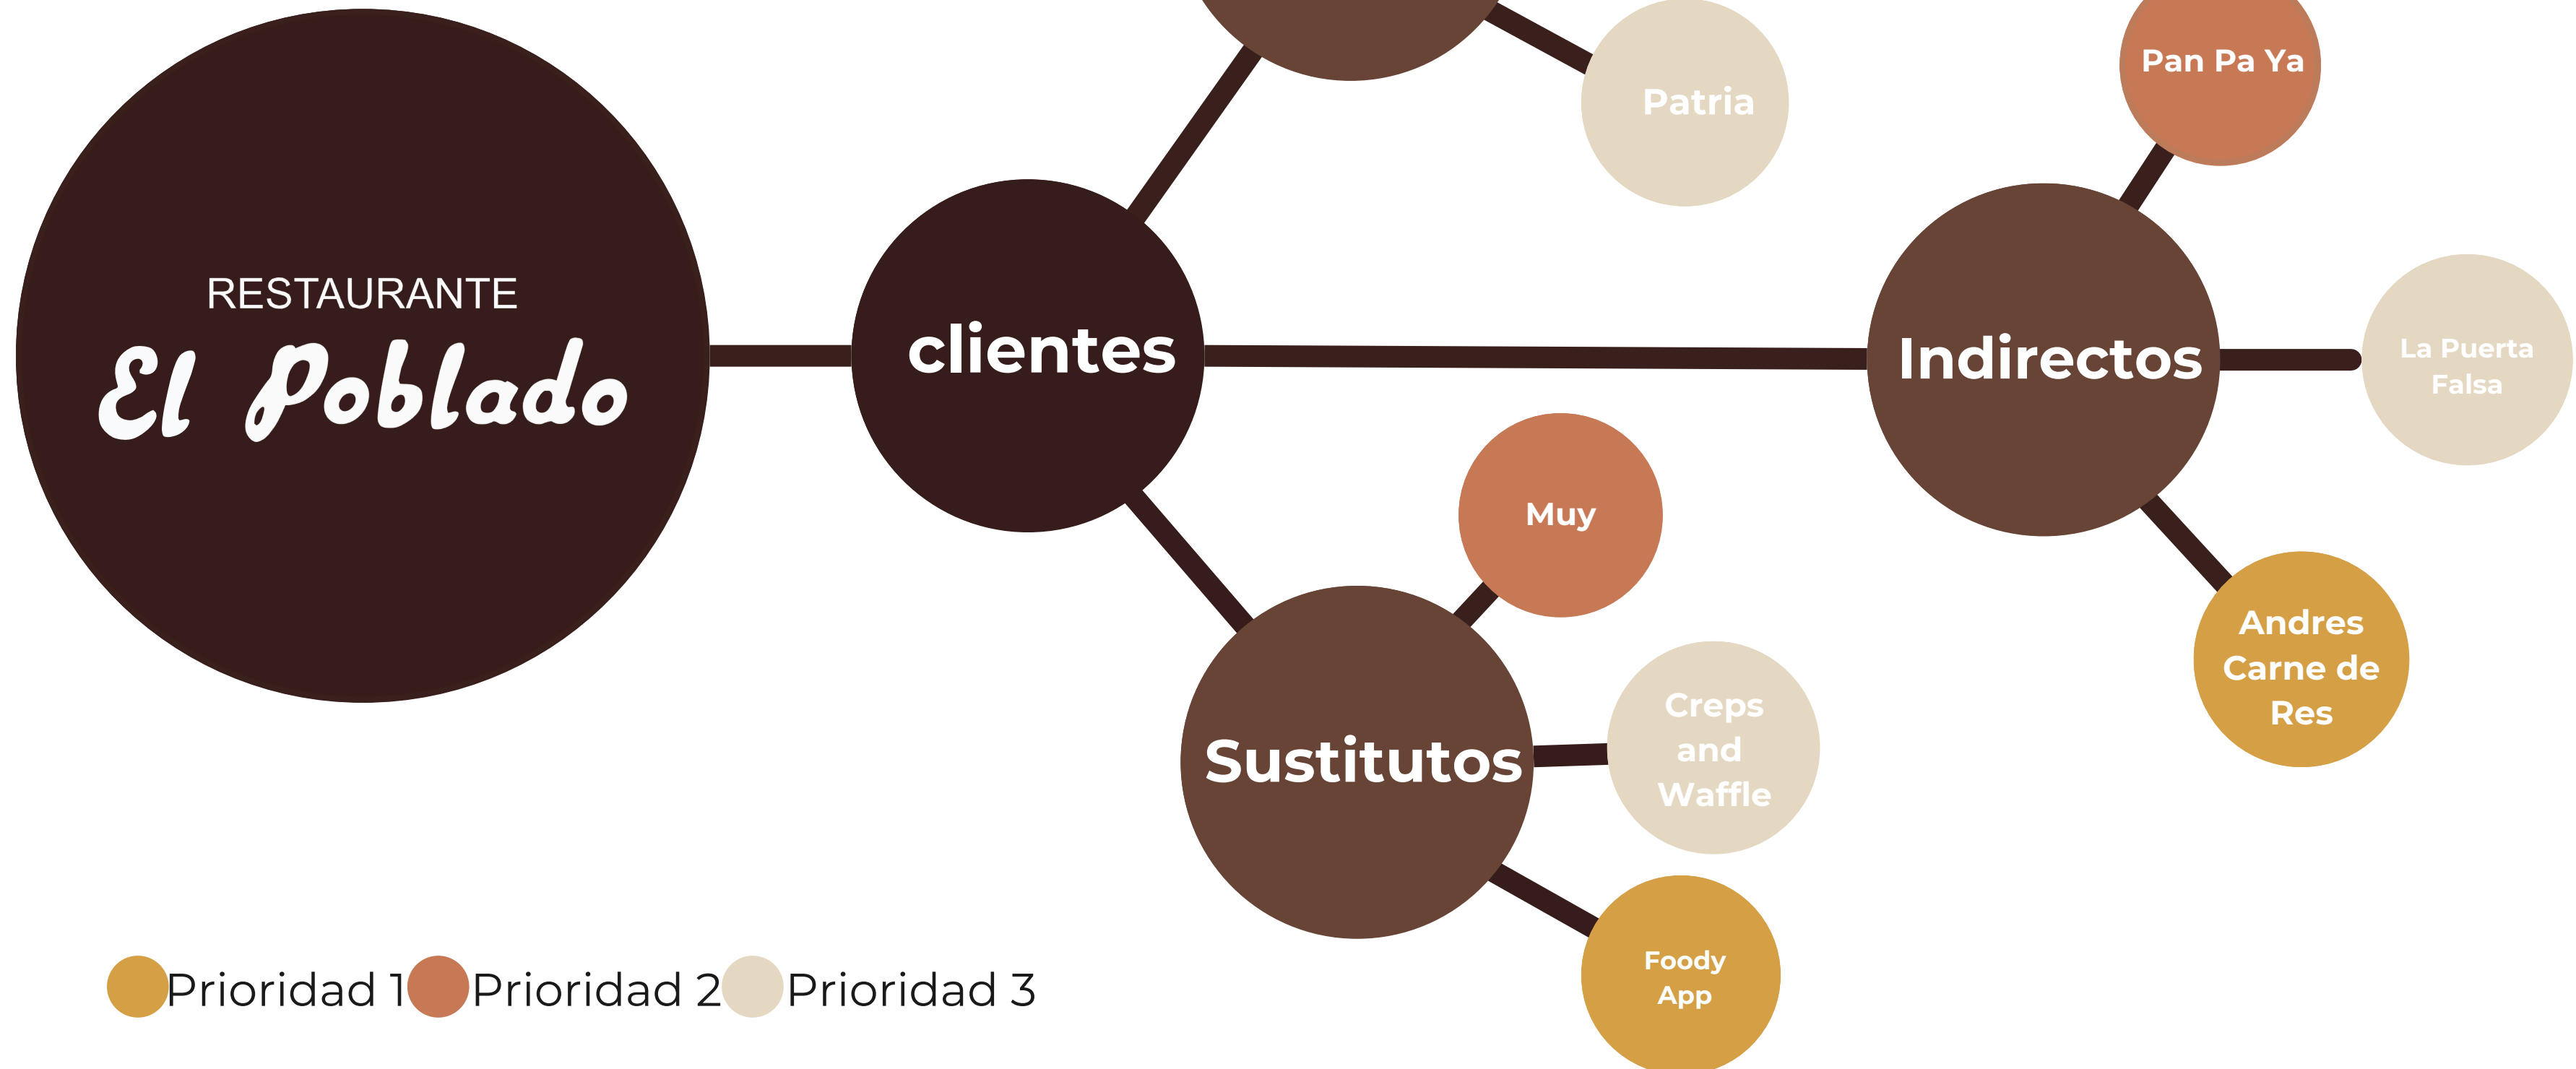 RESTAURANTE
El Poblado
clientes
Patria
Pan Pa Ya
Indirectos
La Puerta
Falsa
Andres
Carne de
Res
Muy
Sustitutos
Creps
and
Waffle
Foody
App
Prioridad 1
Prioridad 2
Prioridad 3